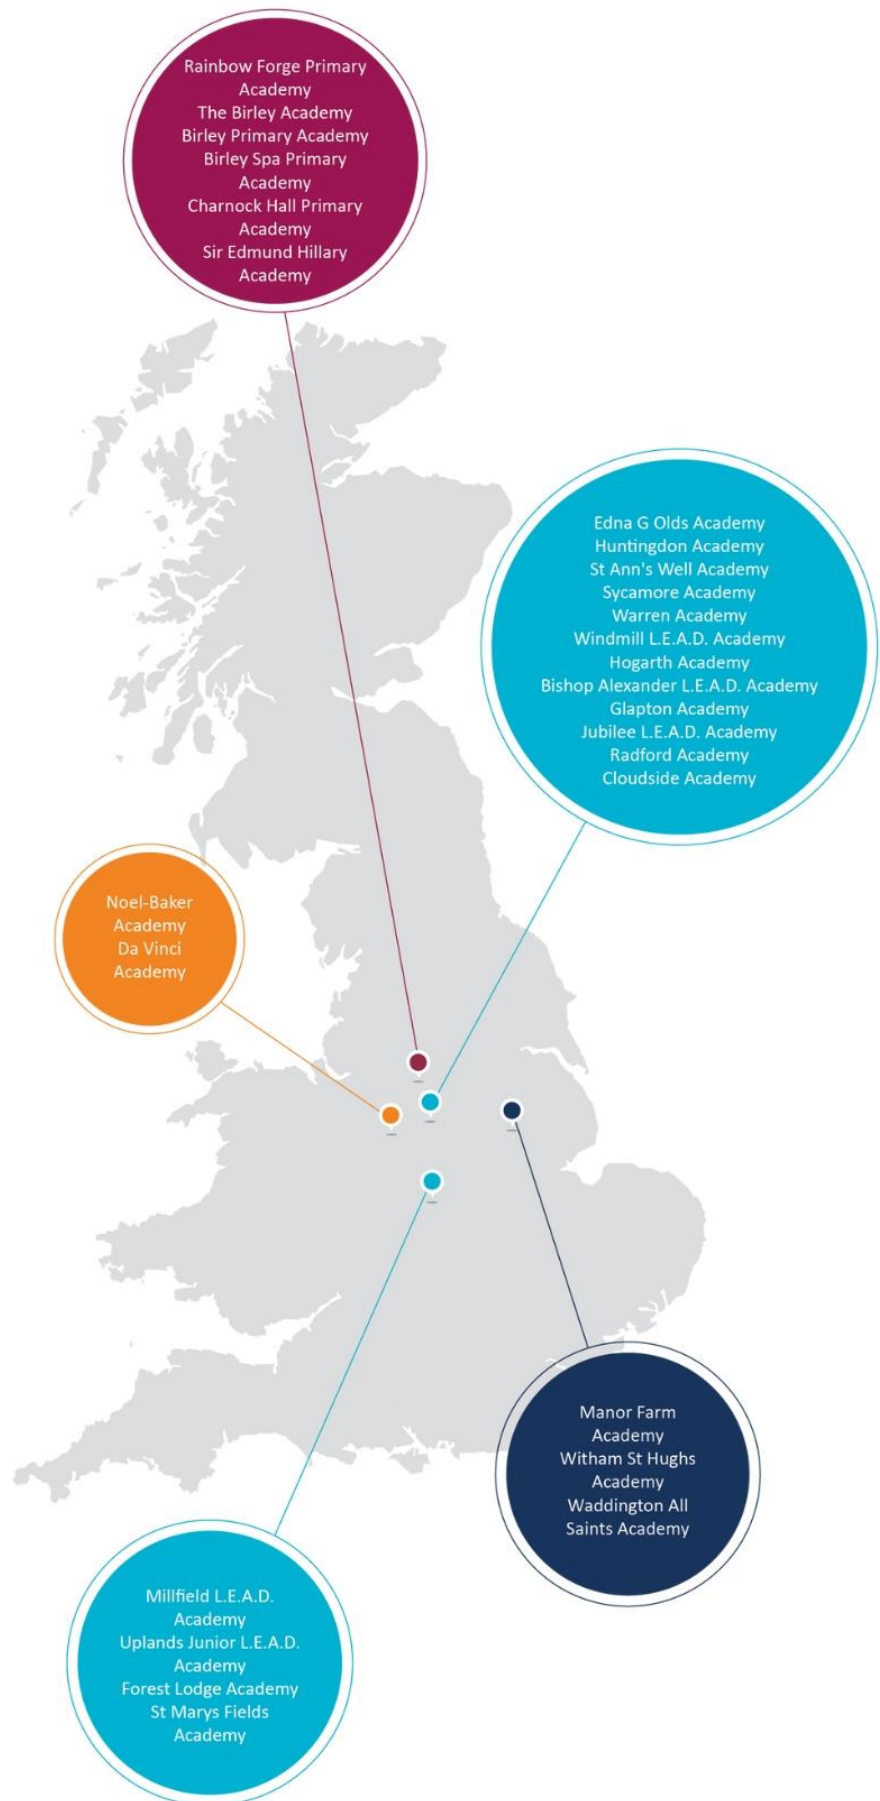 Rainbow Forge Primary
Academy
The Birley Academy
Birley Primary Academy
Birley Spa Primary
Academy
Charnock Hall Primary
Academy
Sir Edmund Hillary
Academy
Edna G Olds Academy
Huntingdon Academy
St Ann's Well Academy
Sycamore Academy
Warren Academy
Windmill L.E.A.D. Academy
Hogarth Academy
Bishop Alexander L.E.A.D. Academy
Glapton Academy
Jubilee L.E.A.D. Academy
Radford Academy
Cloudside Academy
Noel-Baker
Academy
Da Vinci
Academy
Manor Farm
Academy
Witham St Hughs
Academy
Waddington All
Saints Academy
Millfield L.E.A.D.
Academy
Uplands Junior L.E.A.D.
Academy
Forest Lodge Academy
St Marys Fields
Academy